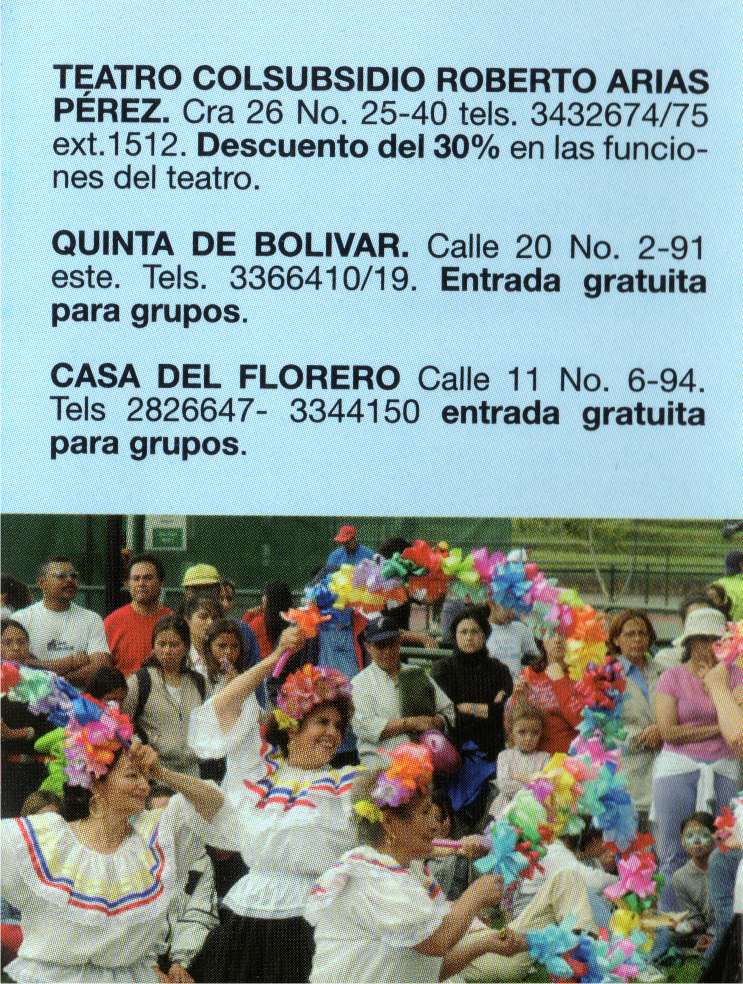 TEATRO COLSUBSIDIO ROBERTO ARIAS
PÉREZ. Cra 26 No. 25-40 tels. 3432674/75
ext.1512. Descuento del 30% en las funcio-
nes del teatro.
QUINTA DE BOLIVAR. Calle 20 No. 2-91
este. Tels. 3366410/19. Entrada gratuita
para grupos.
CASA DEL FLORERO Calle 11 No. 6-94.
Tels 2826647- 3344150 entrada gratuita
para grupos.